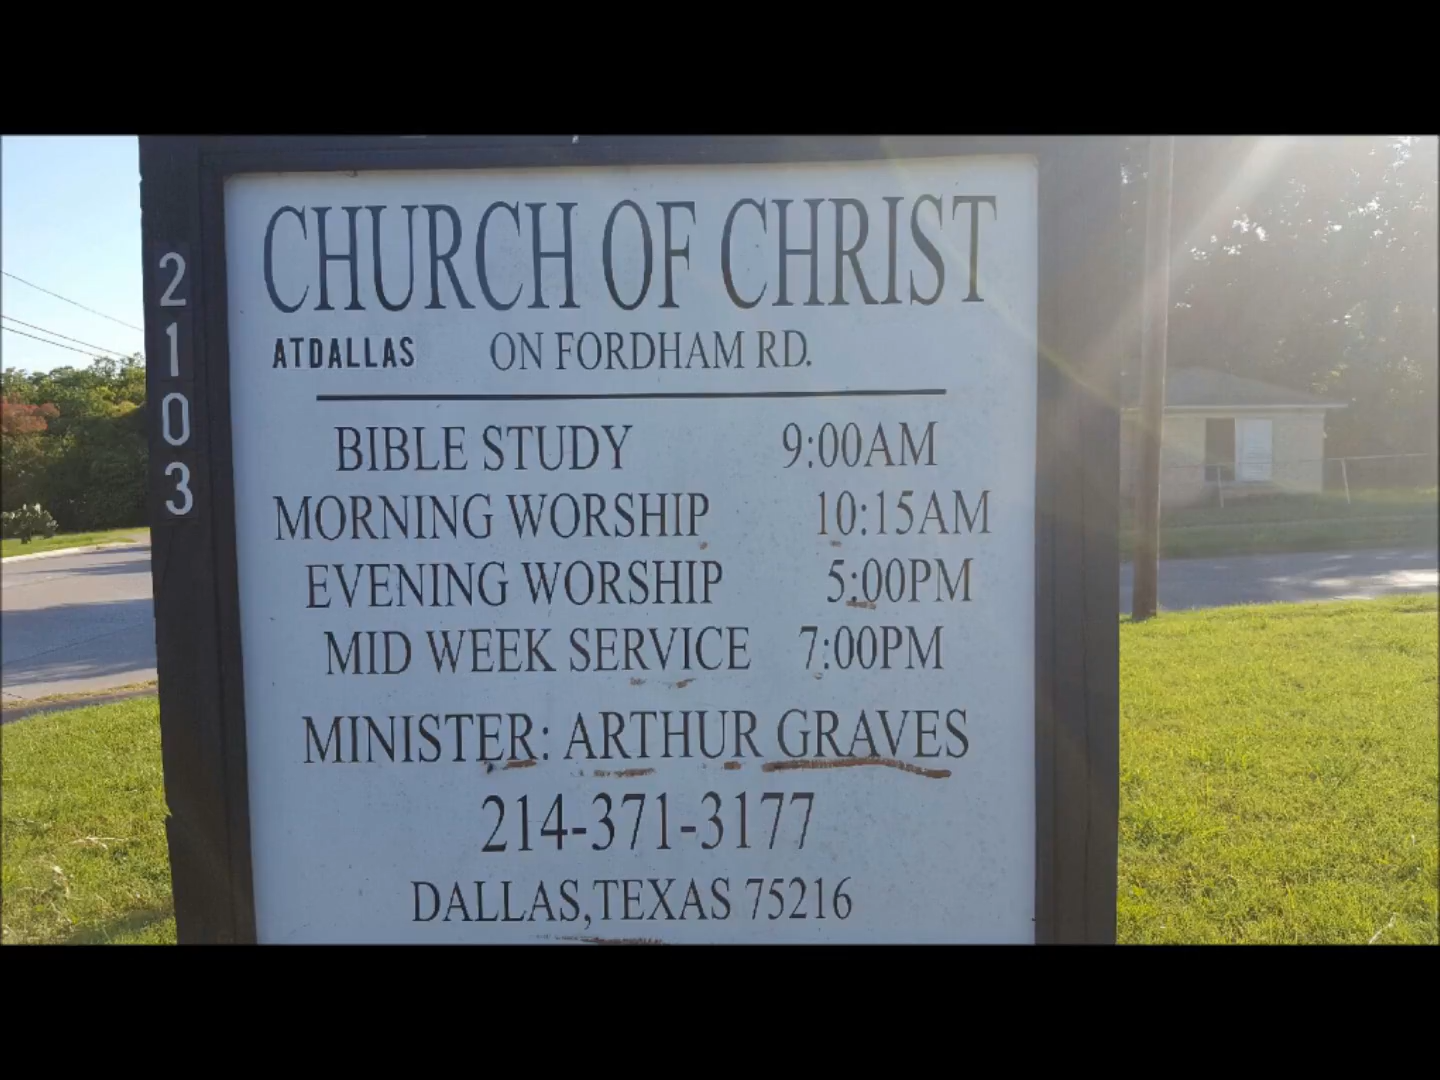 CHURCH OF CHRIST
ATDALLAS ON FORDHAM RD.
BIBLE STUDY 9:00AM
MORNING WORSHIP 10:15AM
EVENING WORSHIP 5:00PM
MID WEEK SERVICE 7:00PM
MINISTER: ARTHUR GRAVES
214-371-3177
DALLAS,TEXAS 75216
2103